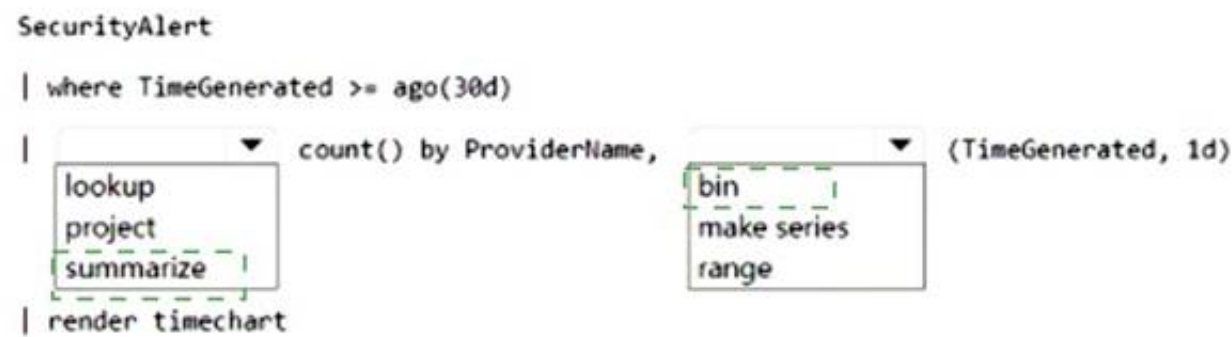 SecurityAlert
| where TimeGenerated >= ago(30d)
| ▼ count() by ProviderName, ▼ (TimeGenerated, 1d)
lookup
project
summarize
bin
make series
range
| render timechart